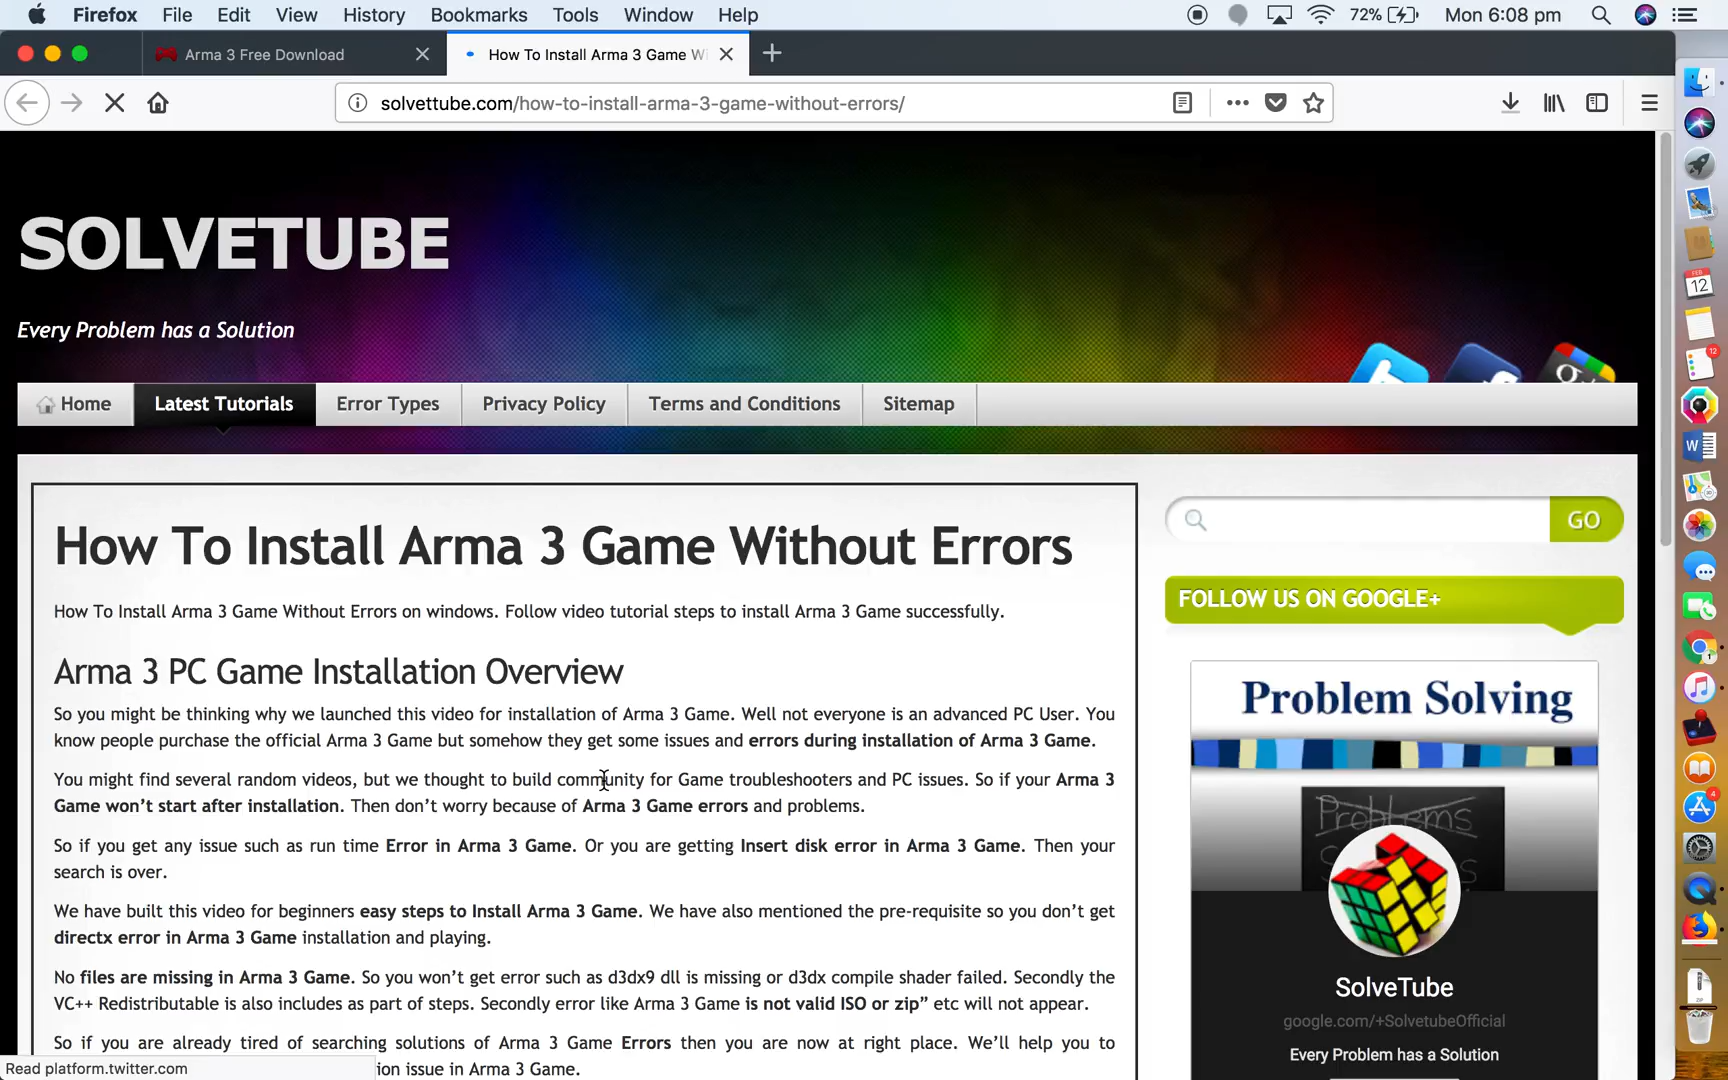 Firefox File Edit View History Bookmarks Tools Window Help 72% Mon 6:08 pm
Arma 3 Free Download
How To Install Arma 3 Game W
solvettube.com/how-to-install-arma-3-game-without-errors/
SOLVETUBE
Every Problem has a Solution
Home Latest Tutorials Error Types Privacy Policy Terms and Conditions Sitemap
How To Install Arma 3 Game Without Errors
How To Install Arma 3 Game Without Errors on windows. Follow video tutorial steps to install Arma 3 Game successfully.
Arma 3 PC Game Installation Overview
So you might be thinking why we launched this video for installation of Arma 3 Game. Well not everyone is an advanced PC User. You
know people purchase the official Arma 3 Game but somehow they get some issues and errors during installation of Arma 3 Game.
You might find several random videos, but we thought to build community for Game troubleshooters and PC issues. So if your Arma 3
Game won't start after installation. Then don't worry because of Arma 3 Game errors and problems.
So if you get any issue such as run time Error in Arma 3 Game. Or you are getting Insert disk error in Arma 3 Game. Then your
search is over.
We have built this video for beginners easy steps to Install Arma 3 Game. We have also mentioned the pre-requisite so you don't get
directx error in Arma 3 Game installation and playing.
No files are missing in Arma 3 Game. So you won't get error such as d3dx9 dll is missing or d3dx compile shader failed. Secondly the
VC++ Redistributable is also includes as part of steps. Secondly error like Arma 3 Game is not valid ISO or zip" etc will not appear.
So if you are already tired of searching solutions of Arma 3 Game Errors then you are now at right place. We'll help you to
ion issue in Arma 3 Game.
Read platform.twitter.com
GO
FOLLOW US ON GOOGLE+
Problem Solving
Problems
SolveTube
google.com/+SolvetubeOfficial
Every Problem has a Solution
FEB
12
12
W
1
4
ZIP